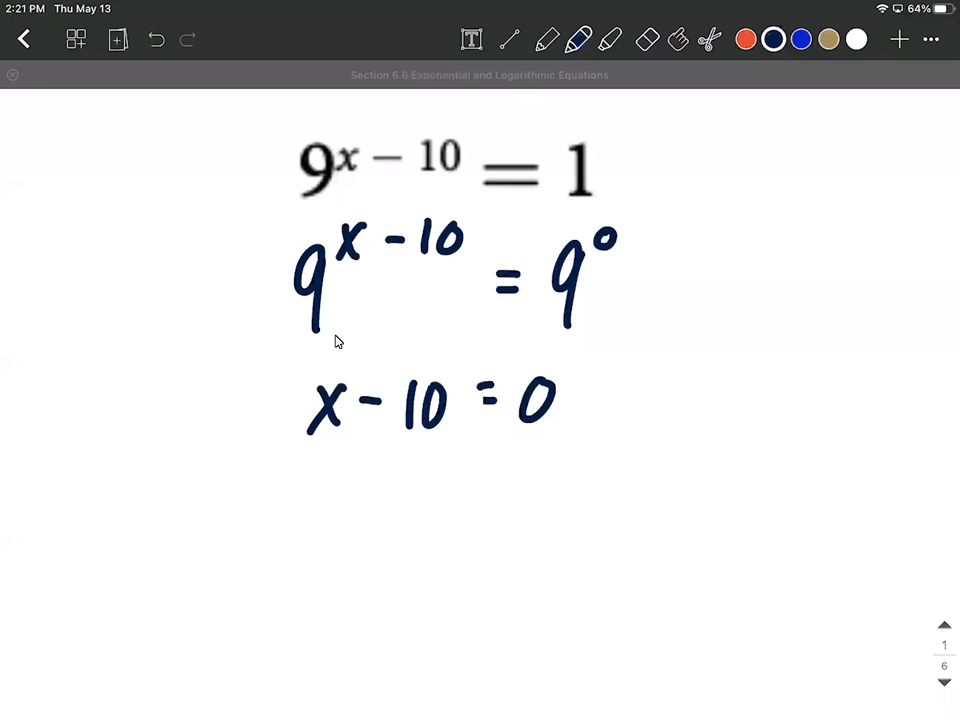 2:21 PM Thu May 13 64%
Section 6.6 Exponential and Logarithmic Equations
9^{x - 10} = 1
9^{x - 10} = 9^0
x - 10 = 0
1
6